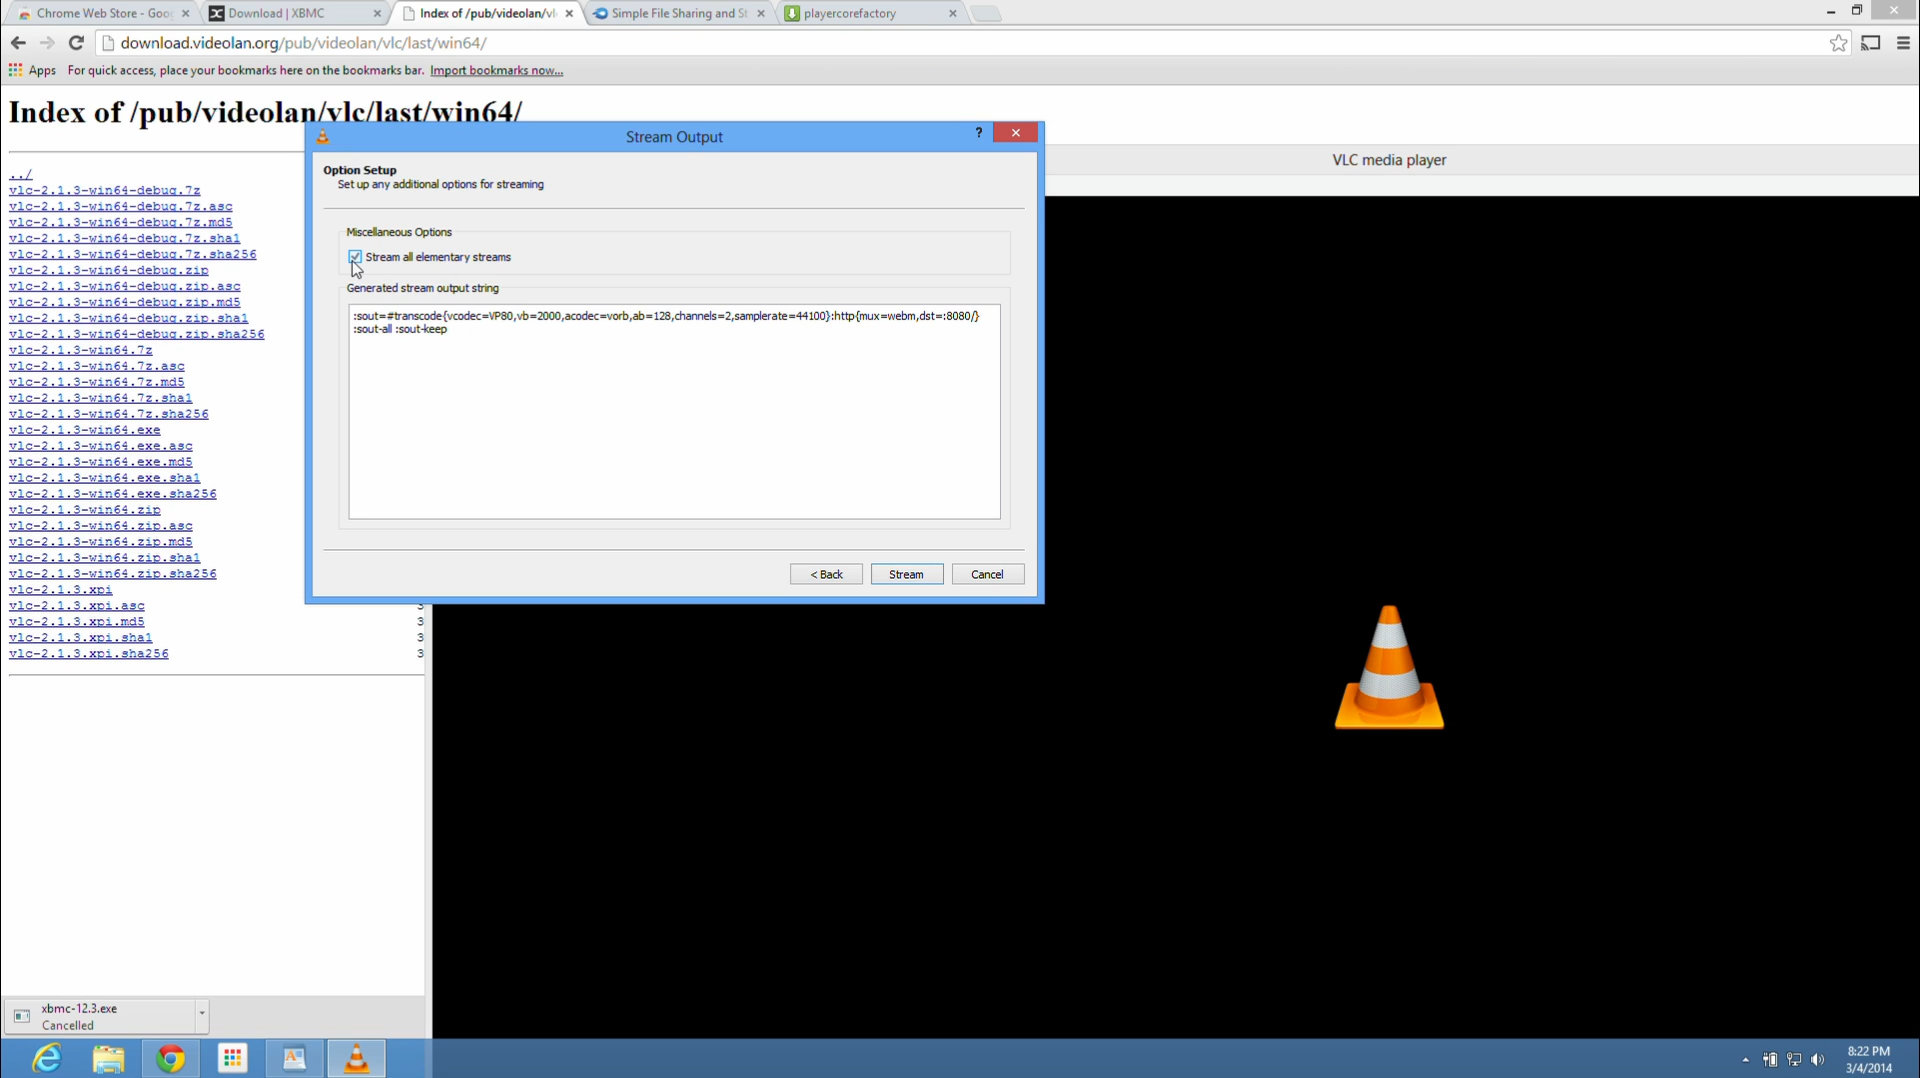 Chrome Web Store - Goo
Download | XBMC
Index of /pub/videolan/vl
Simple File Sharing and St
playercorefactory
download.videolan.org/pub/videolan/vlc/last/win64/
Apps For quick access, place your bookmarks here on the bookmarks bar. Import bookmarks now...
Index of /pub/videolan/vlc/last/win64/
../
vlc-2.1.3-win64-debug.7z
vlc-2.1.3-win64-debug.7z.asc
vlc-2.1.3-win64-debug.7z.md5
vlc-2.1.3-win64-debug.7z.sha1
vlc-2.1.3-win64-debug.7z.sha256
vlc-2.1.3-win64-debug.zip
vlc-2.1.3-win64-debug.zip.asc
vlc-2.1.3-win64-debug.zip.md5
vlc-2.1.3-win64-debug.zip.sha1
vlc-2.1.3-win64-debug.zip.sha256
vlc-2.1.3-win64.7z
vlc-2.1.3-win64.7z.asc
vlc-2.1.3-win64.7z.md5
vlc-2.1.3-win64.7z.sha1
vlc-2.1.3-win64.7z.sha256
vlc-2.1.3-win64.exe
vlc-2.1.3-win64.exe.asc
vlc-2.1.3-win64.exe.md5
vlc-2.1.3-win64.exe.sha1
vlc-2.1.3-win64.exe.sha256
vlc-2.1.3-win64.zip
vlc-2.1.3-win64.zip.asc
vlc-2.1.3-win64.zip.md5
vlc-2.1.3-win64.zip.sha1
vlc-2.1.3-win64.zip.sha256
vlc-2.1.3.xpi
vlc-2.1.3.xpi.asc 3
vlc-2.1.3.xpi.md5 3
vlc-2.1.3.xpi.sha1 3
vlc-2.1.3.xpi.sha256 3
Stream Output
?
Option Setup
Set up any additional options for streaming
Miscellaneous Options
Stream all elementary streams
Generated stream output string
:sout=#transcode{vcodec=VP80,vb=2000,acodec=vorb,ab=128,channels=2,samplerate=44100}:http{mux=webm,dst=:8080/}
:sout-all :sout-keep
< Back
Stream
Cancel
VLC media player
xbmc-12.3.exe
Cancelled
8:22 PM
3/4/2014